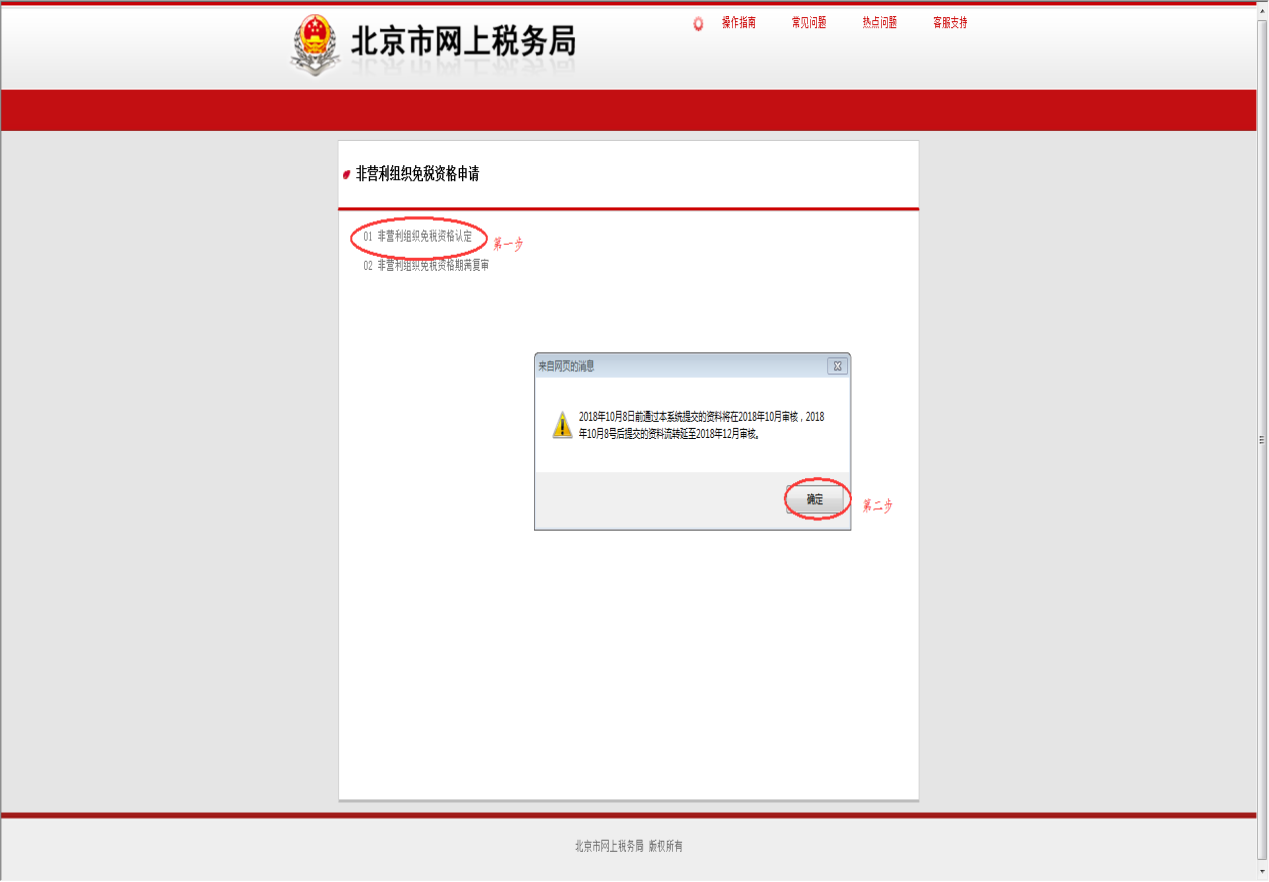 北京市网上税务局
操作指南 常见问题 热点问题 客服支持
非营利组织免税资格申请
01 非营利组织免税资格认定
第一步
02 非营利组织免税资格期满复审
来自网页的消息
2018年10月8日前通过本系统提交的资料将在2018年10月审核，2018
年10月8号后提交的资料流转延至2018年12月审核。
确定
第二步
北京市网上税务局 版权所有